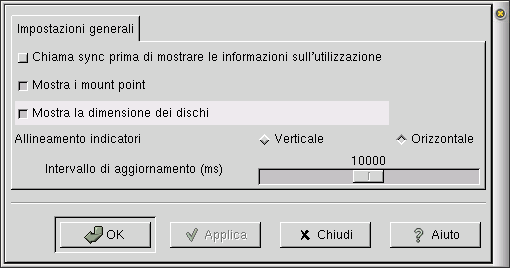 Impostazioni generali
Chiama sync prima di mostrare le informazioni sull'utilizzazione
Mostra i mount point
Mostra la dimensione dei dischi
Allineamento indicatori Verticale Orizzontale
10000
Intervallo di aggiornamento (ms)
OK Applica Chiudi Aiuto